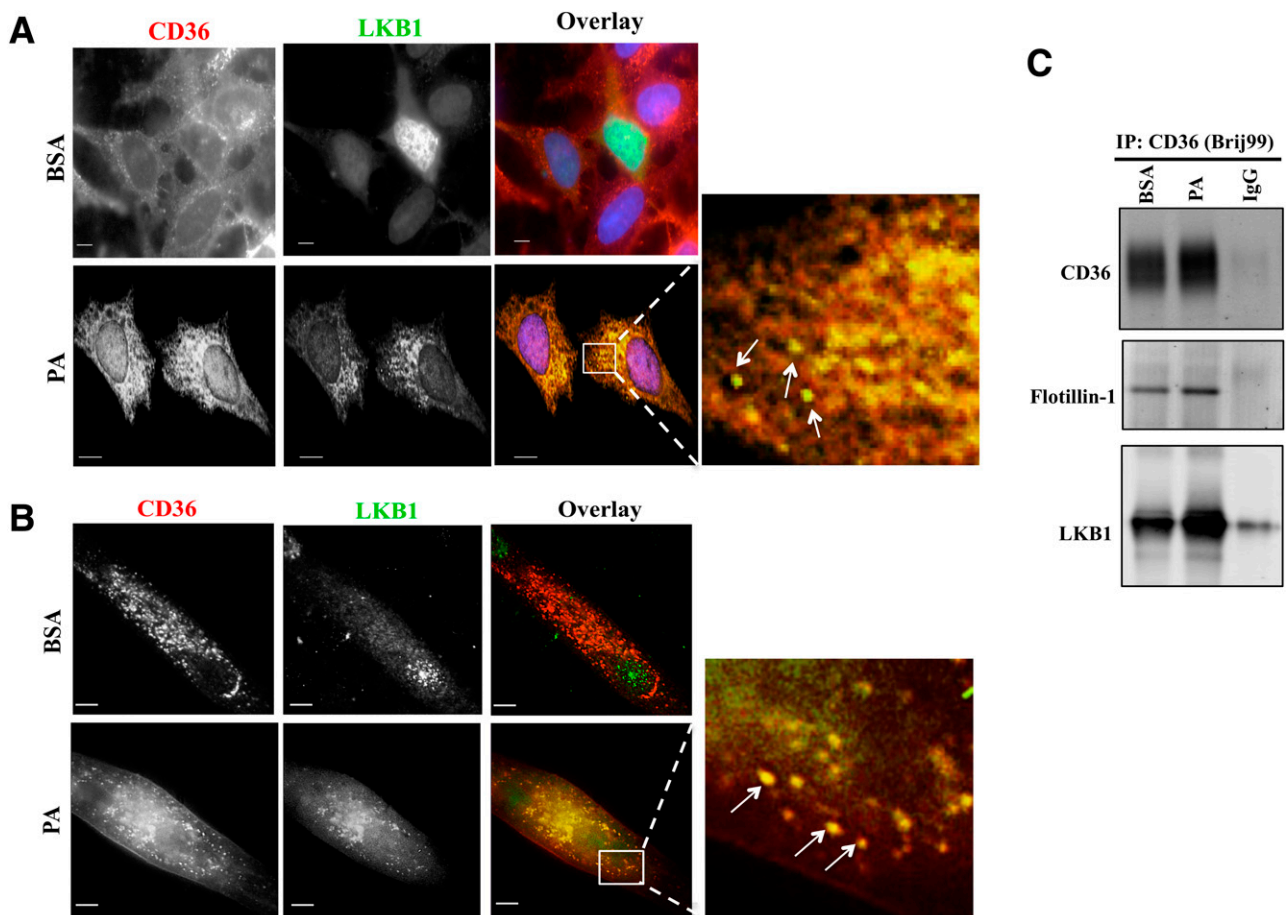 A
CD36 LKB1 Overlay
BSA
PA
B
CD36 LKB1 Overlay
BSA
PA
C
IP: CD36 (Brij99)
BSA PA IgG
CD36
Flotillin-1
LKB1